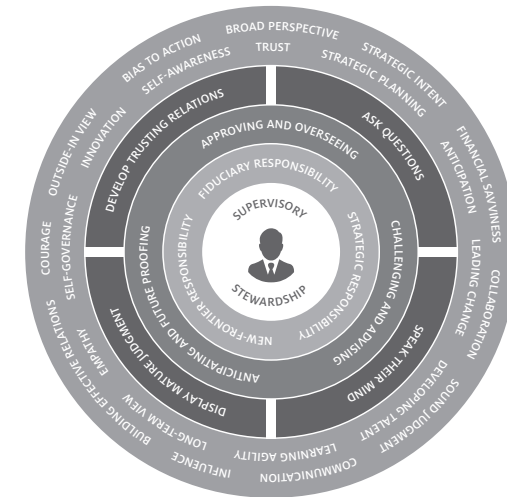 BROAD PERSPECTIVE
TRUST
STRATEGIC INTENT
STRATEGIC PLANNING
FINANCIAL SAVVINESS
ANTICIPATION
COLLABORATION
LEADING CHANGE
SOUND JUDGMENT
DEVELOPING TALENT
COMMUNICATION
LEARNING AGILITY
INFLUENCE
LONG-TERM VIEW
BUILDING EFFECTIVE RELATIONS
EMPATHY
COURAGE
SELF-GOVERNANCE
OUTSIDE-IN VIEW
INNOVATION
BIAS TO ACTION
SELF-AWARENESS
DEVELOP TRUSTING RELATIONS
ASK QUESTIONS
SPEAK THEIR MIND
DISPLAY MATURE JUDGMENT
APPROVING AND OVERSEEING
CHALLENGING AND ADVISING
ANTICIPATING AND FUTURE PROOFING
FIDUCIARY RESPONSIBILITY
STRATEGIC RESPONSIBILITY
NEW-FRONTIER RESPONSIBILITY
SUPERVISORY
STEWARDSHIP